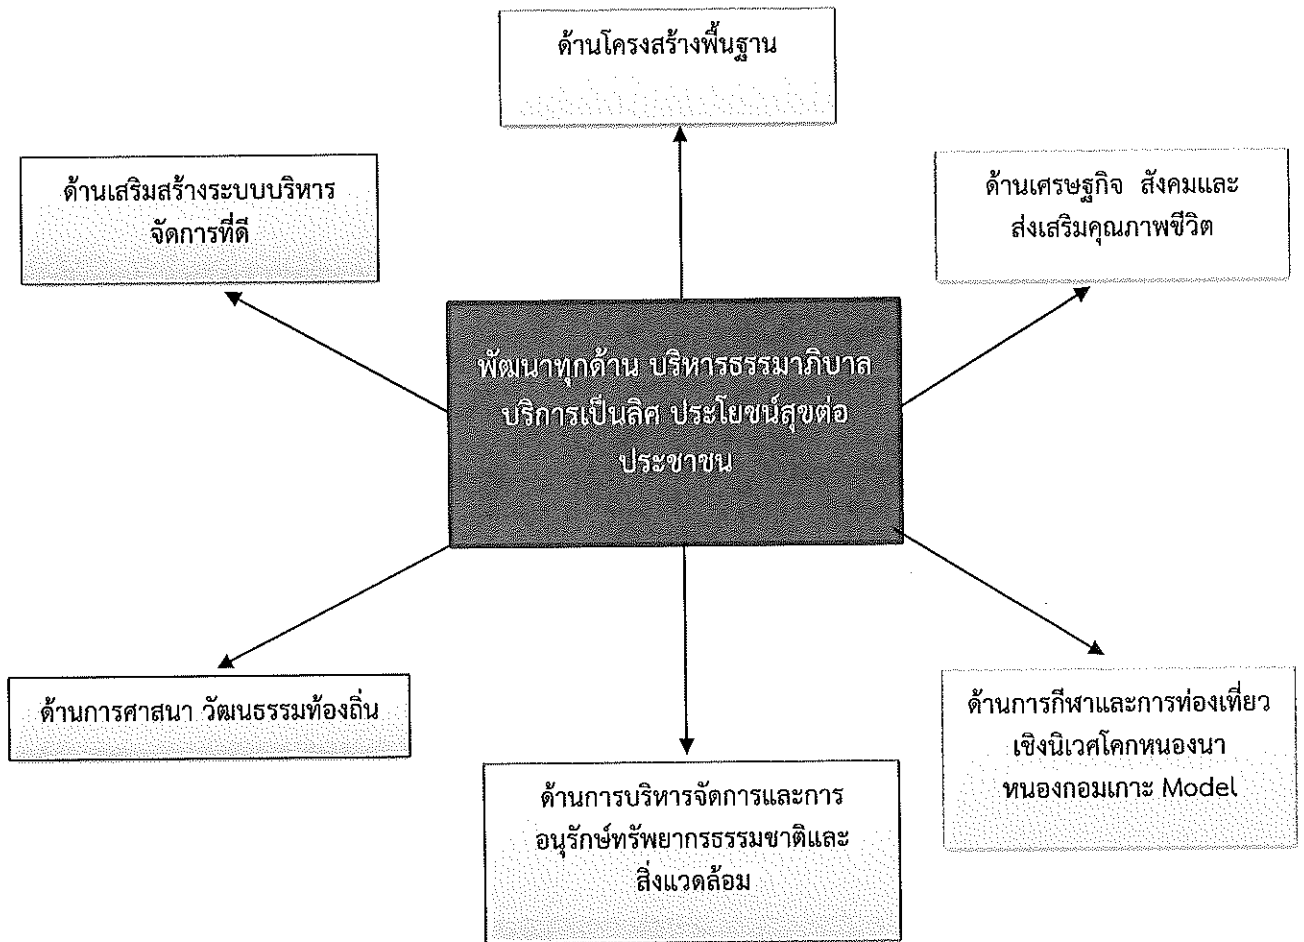 ด้านโครงสร้างพื้นฐาน
ด้านเสริมสร้างระบบบริหาร
จัดการที่ดี
ด้านเศรษฐกิจ สังคมและ
ส่งเสริมคุณภาพชีวิต
พัฒนาทุกด้าน บริหารธรรมาภิบาล
บริการเป็นลิศ ประโยชน์สุขต่อ
ประชาชน
ด้านการศาสนา วัฒนธรรมท้องถิ่น
ด้านการบริหารจัดการและการ
อนุรักษ์ทรัพยากรธรรมชาติและ
สิ่งแวดล้อม
ด้านการกีฬาและการท่องเที่ยว
เชิงนิเวศโคกหนองนา
หนองกอมเกาะ Model